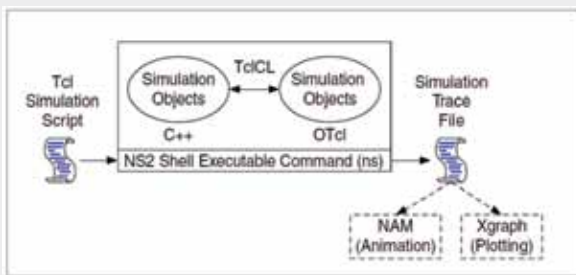 Tcl
Simulation
Script
TclCL
Simulation
Objects
C++
Simulation
Objects
OTcl
NS2 Shell Executable Command (ns)
Simulation
Trace
File
NAM
(Animation)
Xgraph
(Plotting)